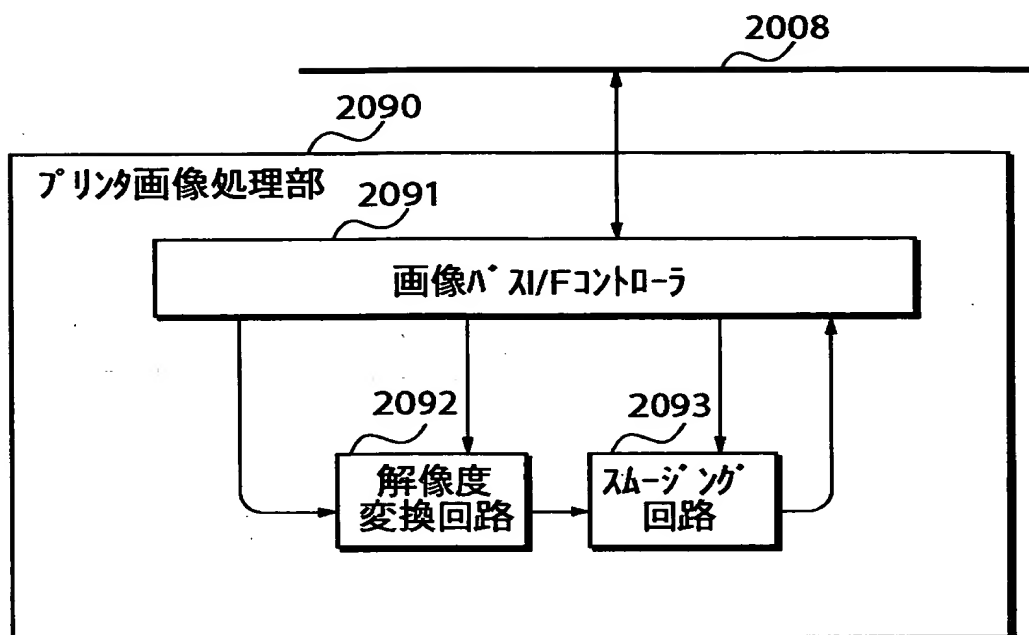 2008
2090
プリンタ画像処理部
2091
画像バスI/Fコントローラ
2092
2093
解像度
変換回路
スムージング
回路